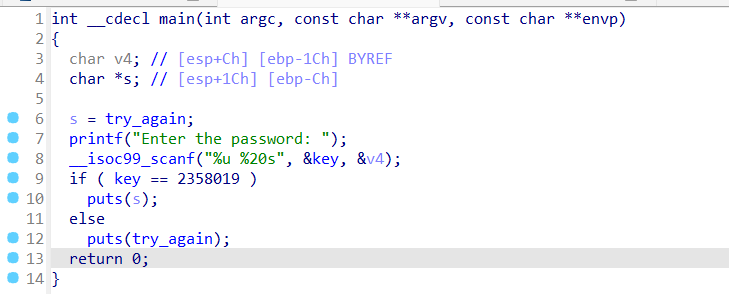 1 int __cdecl main(int argc, const char **argv, const char **envp)
2 {
3 char v4; // [esp+Ch] [ebp-1Ch] BYREF
4 char *s; // [esp+1Ch] [ebp-Ch]
5
6 s = try_again;
7 printf("Enter the password: ");
8 __isoc99_scanf("%u %20s", &key, &v4);
9 if ( key == 2358019 )
10 puts(s);
11 else
12 puts(try_again);
13 return 0;
14 }